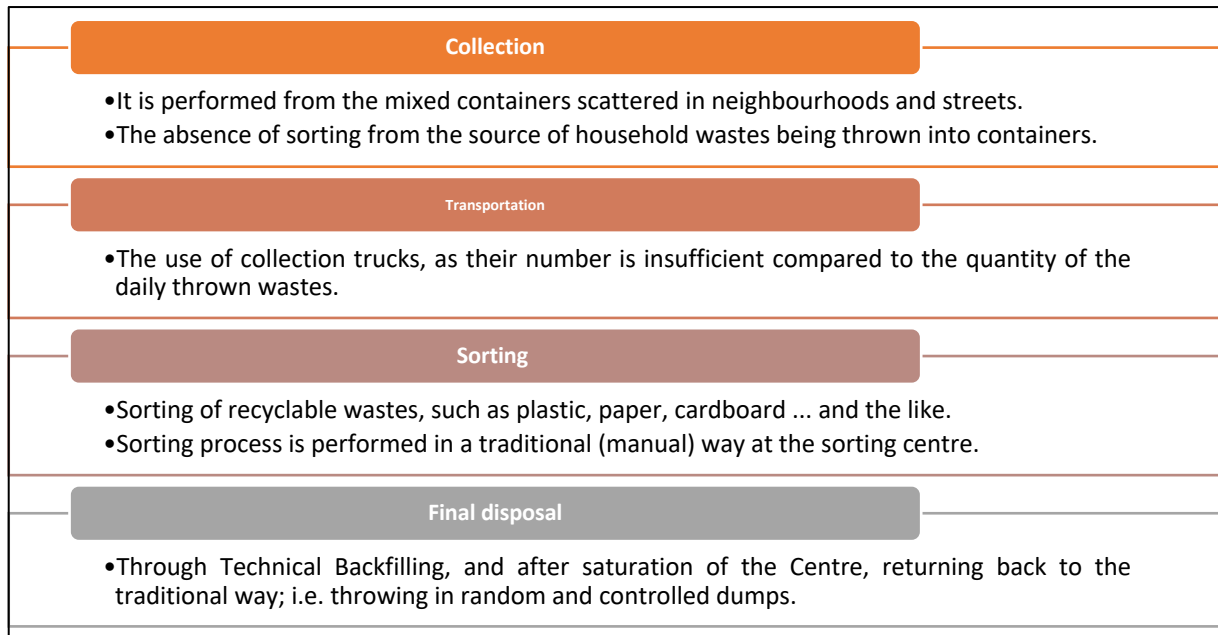 Collection
•It is performed from the mixed containers scattered in neighbourhoods and streets.
•The absence of sorting from the source of household wastes being thrown into containers.
Transportation
•The use of collection trucks, as their number is insufficient compared to the quantity of the
daily thrown wastes.
Sorting
•Sorting of recyclable wastes, such as plastic, paper, cardboard ... and the like.
•Sorting process is performed in a traditional (manual) way at the sorting centre.
Final disposal
•Through Technical Backfilling, and after saturation of the Centre, returning back to the
traditional way; i.e. throwing in random and controlled dumps.